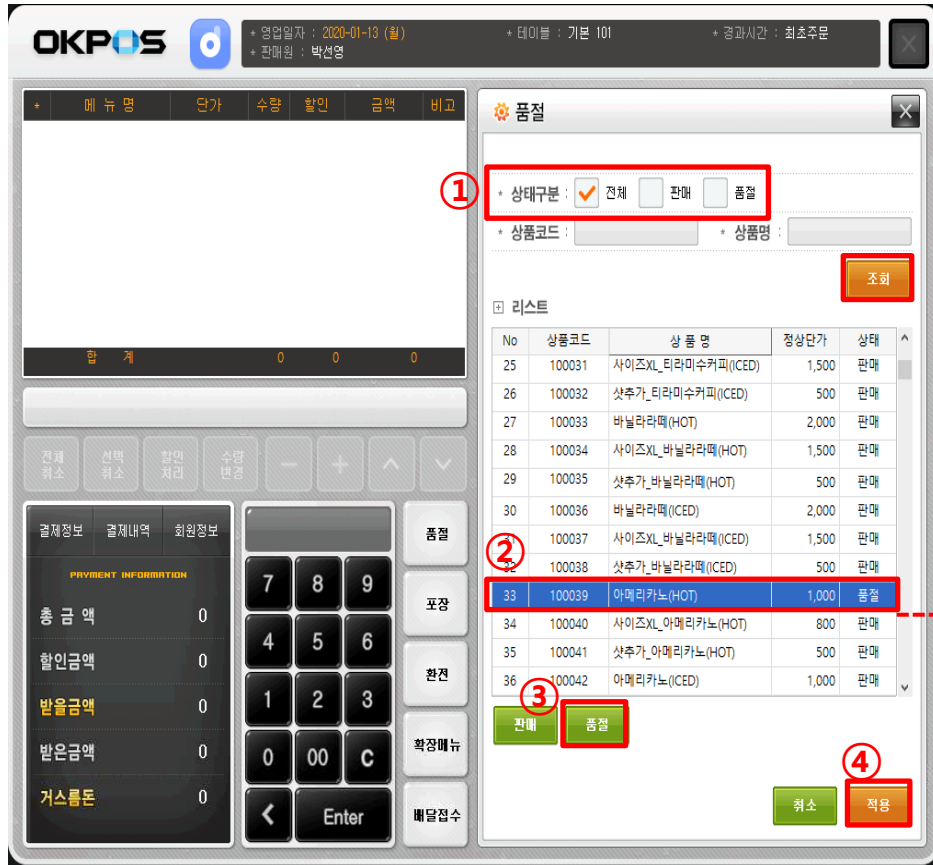 OKPOS
* 영업일자 : 2020-01-13 (월) * 테이블 : 기본 101 * 경과시간 : 최초주문
* 판매원 : 박선영
* 메 뉴 명 단가 수량 할인 금액 비고
합 계 0 0 0
전체취소 선택취소 할인처리 수량변경 - +
결제정보 결제내역 회원정보
PAYMENT INFORMATION
총 금 액 0
할인금액 0
받을금액 0
받은금액 0
거스름돈 0
7 8 9
4 5 6
1 2 3
0 00 C
Enter
품절
포장
환전
확장메뉴
배달접수
품절 X
① * 상태구분 : 전체 판매 품절
* 상품코드 : * 상품명 :
조회
리스트
No 상품코드 상 품 명 정상단가 상태
25 100031 사이즈XL_티라미수커피(ICED) 1,500 판매
26 100032 샷추가_티라미수커피(ICED) 500 판매
27 100033 바닐라라떼(HOT) 2,000 판매
28 100034 사이즈XL_바닐라라떼(HOT) 1,500 판매
29 100035 샷추가_바닐라라떼(HOT) 500 판매
30 100036 바닐라라떼(ICED) 2,000 판매
31 100037 사이즈XL_바닐라라떼(ICED) 1,500 판매
②
32 100038 샷추가_바닐라라떼(ICED) 500 판매
33 100039 아메리카노(HOT) 1,000 품절
34 100040 사이즈XL_아메리카노(HOT) 800 판매
35 100041 샷추가_아메리카노(HOT) 500 판매
36 100042 아메리카노(ICED) 1,000 판매
③
판매 품절
④
취소 적용